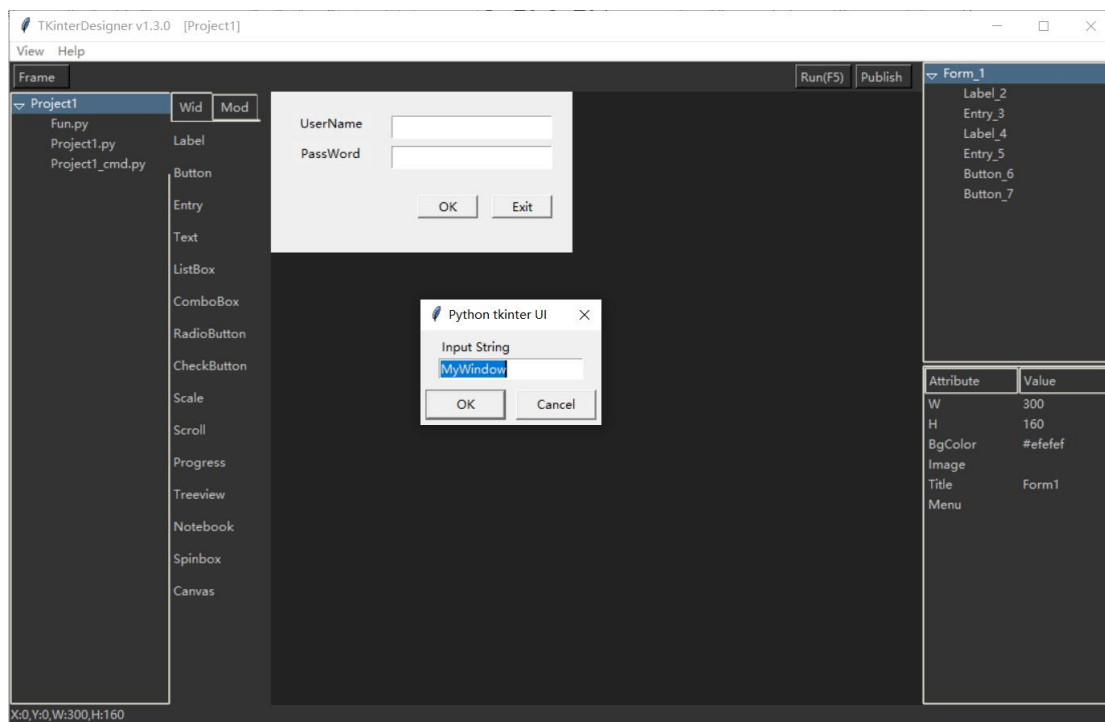 TKinterDesigner v1.3.0 [Project1]
View Help
Frame
Run(F5) Publish
Project1
Fun.py
Project1.py
Project1_cmd.py
Wid Mod
Label
Button
Entry
Text
ListBox
ComboBox
RadioButton
CheckButton
Scale
Scroll
Progress
Treeview
Notebook
Spinbox
Canvas
UserName
PassWord
OK Exit
Python tkinter UI
Input String
MyWindow
OK Cancel
Form_1
Label_2
Entry_3
Label_4
Entry_5
Button_6
Button_7
Attribute Value
W 300
H 160
BgColor #efefef
Image
Title Form1
Menu
X:0,Y:0,W:300,H:160